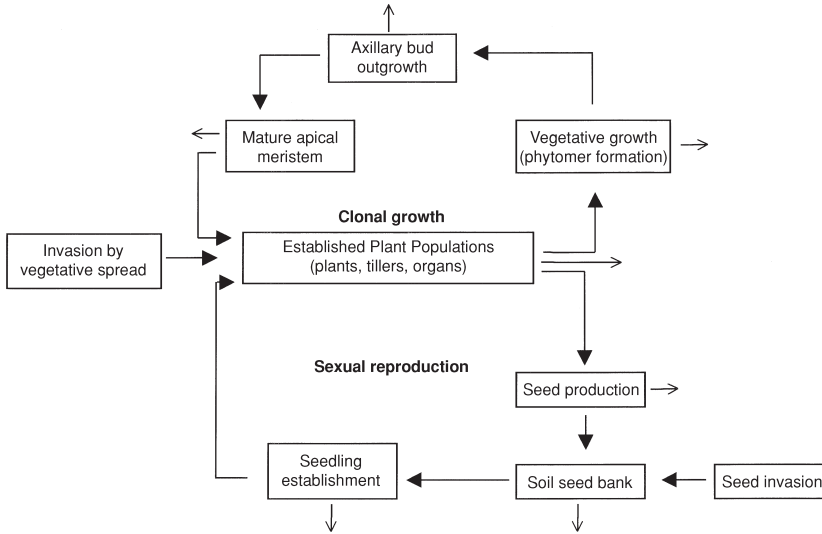 Axillary bud
outgrowth
Mature apical
meristem
Vegetative growth
(phytomer formation)
Clonal growth
Invasion by
vegetative spread
Established Plant Populations
(plants, tillers, organs)
Sexual reproduction
Seed production
Seedling
establishment
Soil seed bank
Seed invasion